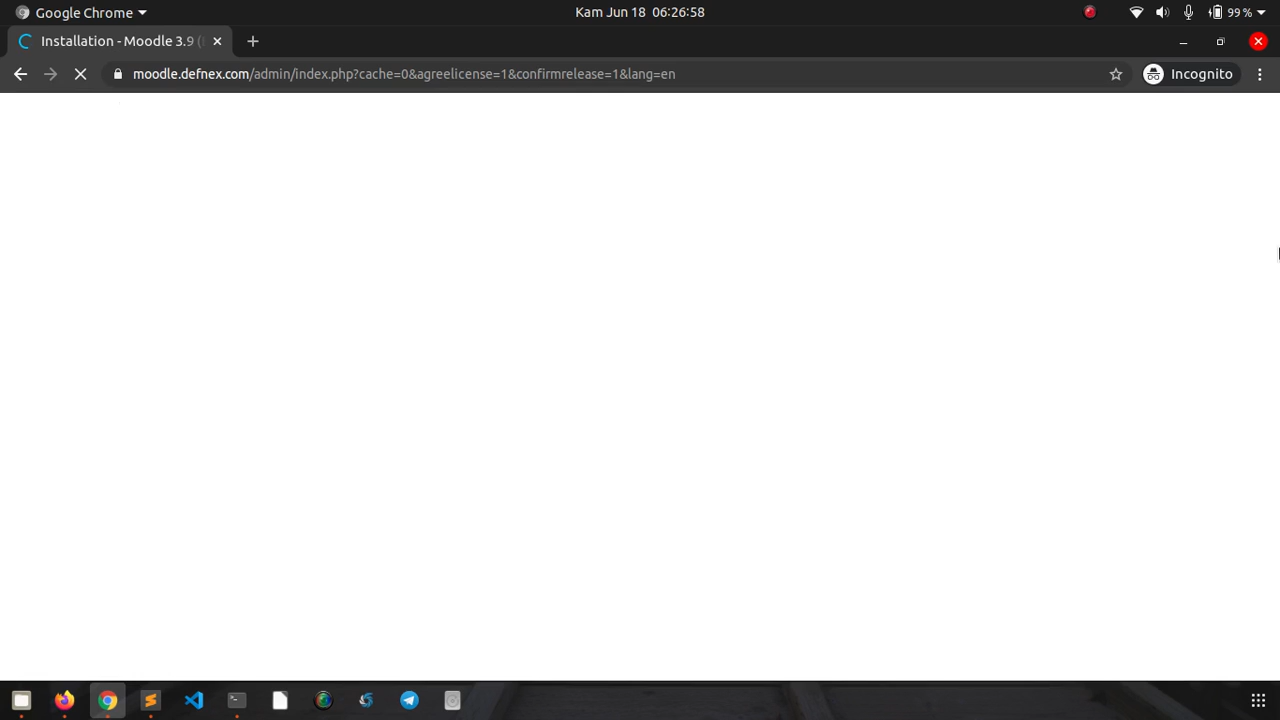 Google Chrome
Kam Jun 18 06:26:58
99 %
Installation - Moodle 3.9 (
moodle.defnex.com/admin/index.php?cache=0&agreelicense=1&confirmrelease=1&lang=en
Incognito